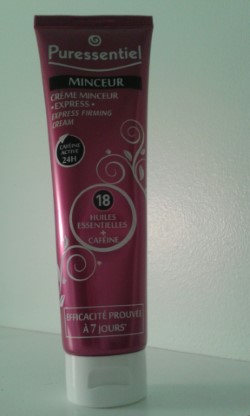 Puressentiel
MINCEUR
CRÈME MINCEUR
• EXPRESS •
EXPRESS FIRMING
CREAM
CAFÉINE
ACTIVE
24H
18
HUILES
ESSENTIELLES
+
CAFÉINE
EFFICACITÉ PROUVÉE
À 7 JOURS*